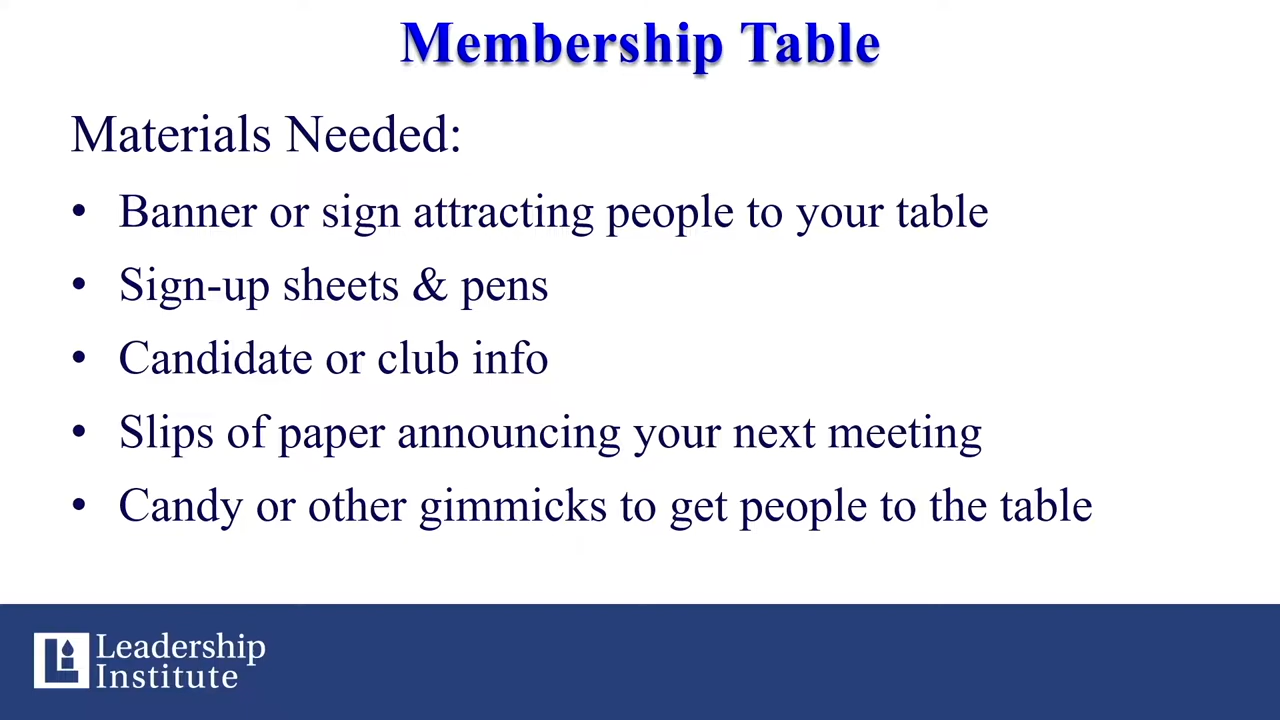 Membership Table
Materials Needed:
• Banner or sign attracting people to your table
• Sign-up sheets & pens
• Candidate or club info
• Slips of paper announcing your next meeting
• Candy or other gimmicks to get people to the table
Leadership
Institute